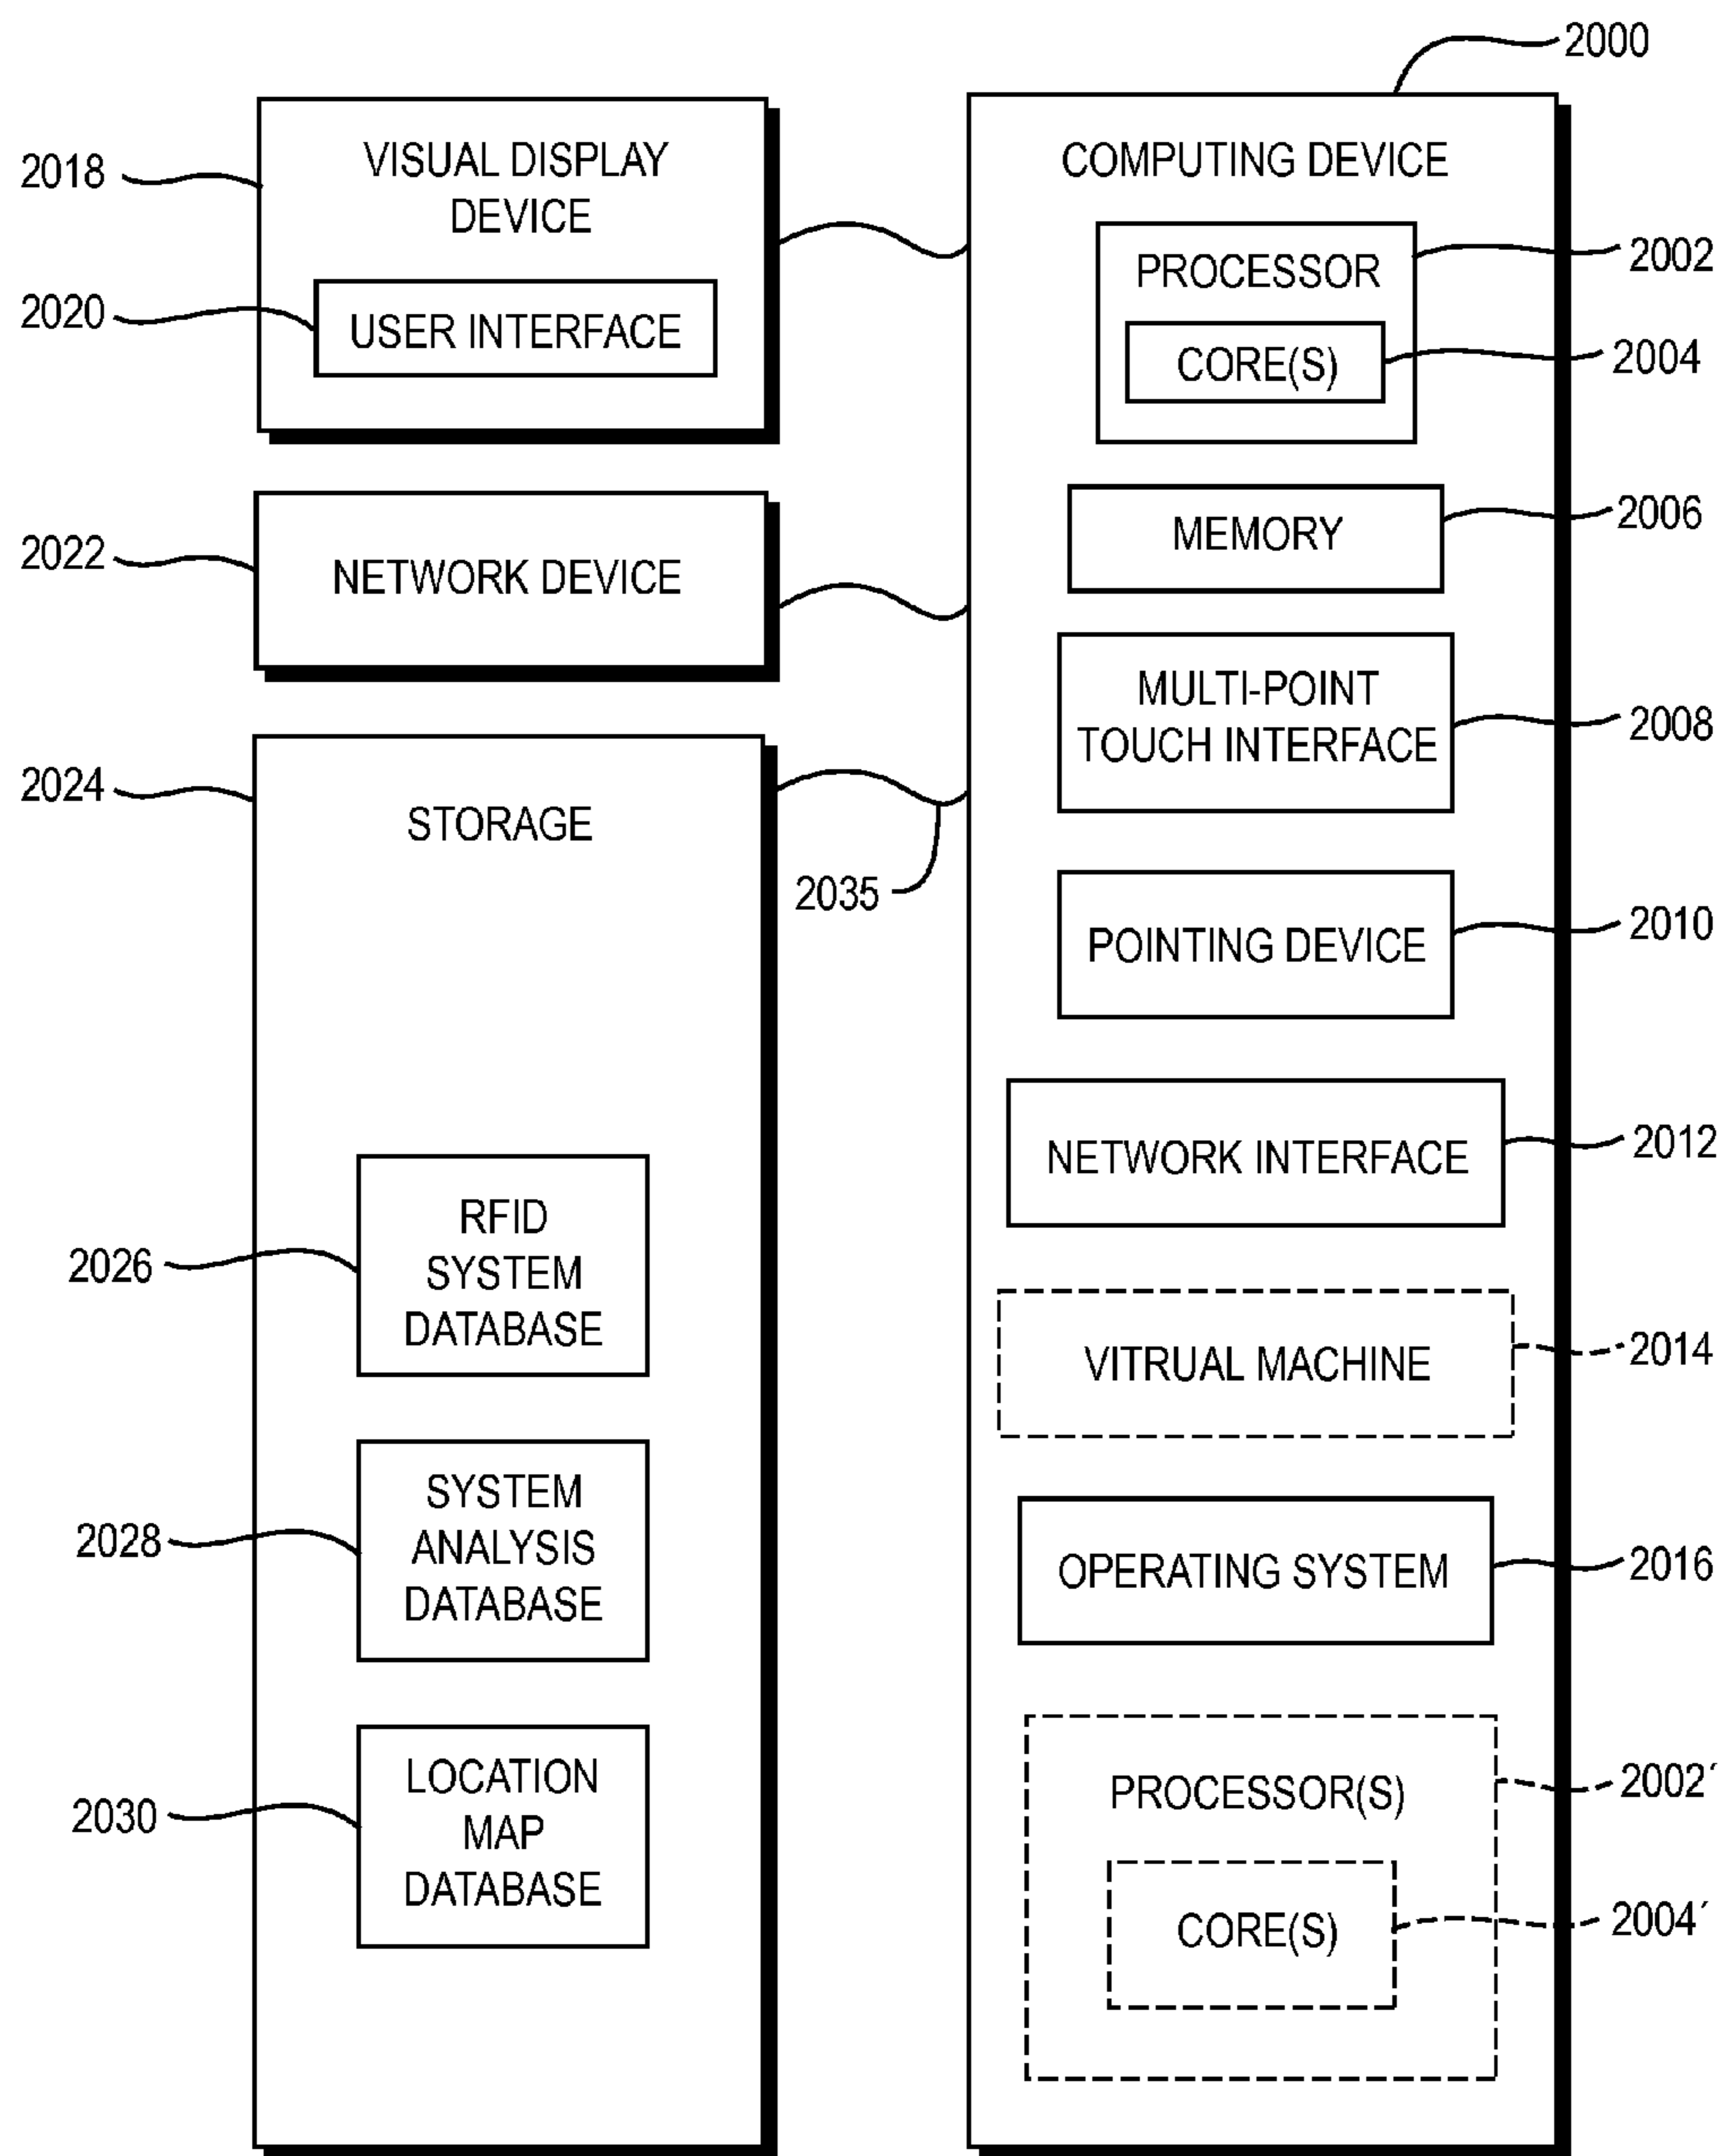 2000
2018
VISUAL DISPLAY
DEVICE
2020
USER INTERFACE
2022
NETWORK DEVICE
2024
STORAGE
2035
2026
RFID
SYSTEM
DATABASE
2028
SYSTEM
ANALYSIS
DATABASE
2030
LOCATION
MAP
DATABASE
COMPUTING DEVICE
PROCESSOR
2002
CORE(S)
2004
MEMORY
2006
MULTI-POINT
TOUCH INTERFACE
2008
POINTING DEVICE
2010
NETWORK INTERFACE
2012
VITRUAL MACHINE
2014
OPERATING SYSTEM
2016
PROCESSOR(S)
2002´
CORE(S)
2004´